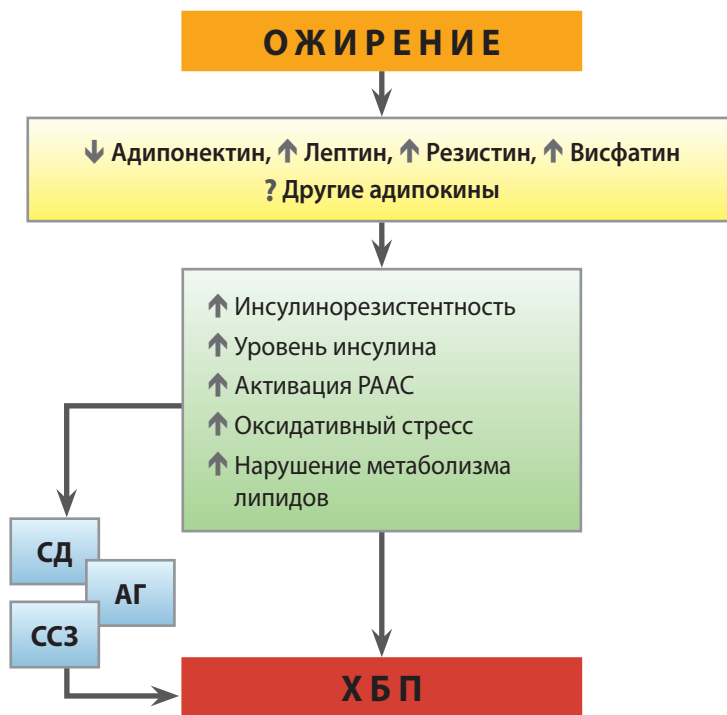 ОЖИРЕНИЕ
↓ Адипонектин, ↑ Лептин, ↑ Резистин, ↑ Висфатин
? Другие адипокины
↑ Инсулинорезистентность
↑ Уровень инсулина
↑ Активация РААС
↑ Оксидативный стресс
↑ Нарушение метаболизма
липидов
СД
АГ
ССЗ
ХБП